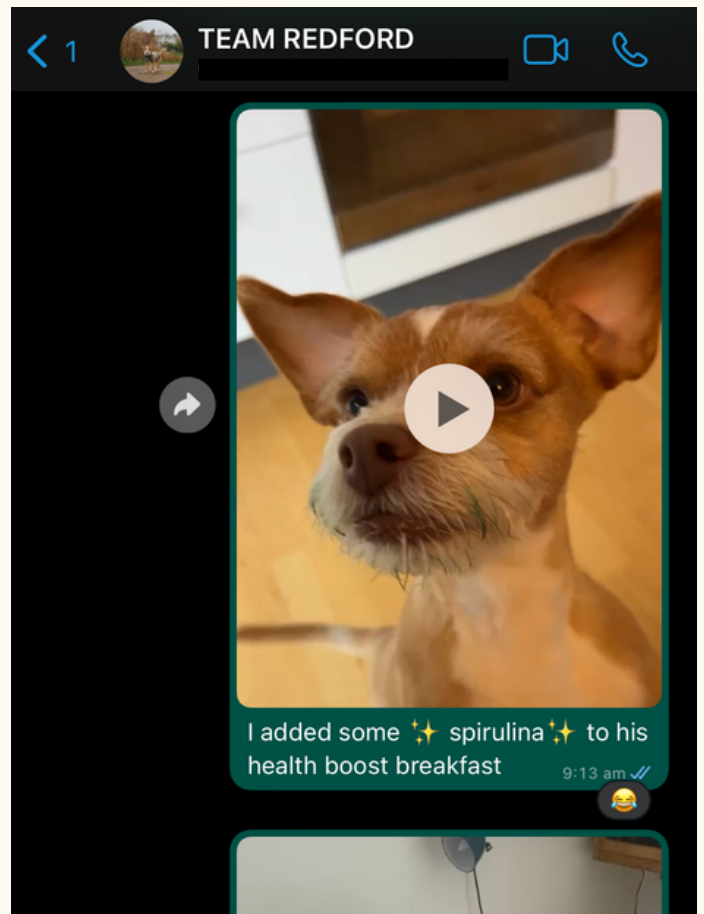 1
TEAM REDFORD
I added some ✨ spirulina✨ to his
health boost breakfast
9:13 am